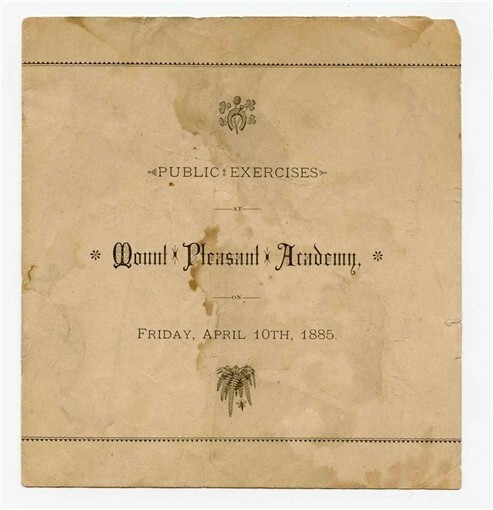 PUBLIC EXERCISES
AT
Mount Pleasant Academy,
ON
FRIDAY, APRIL 10TH, 1885.